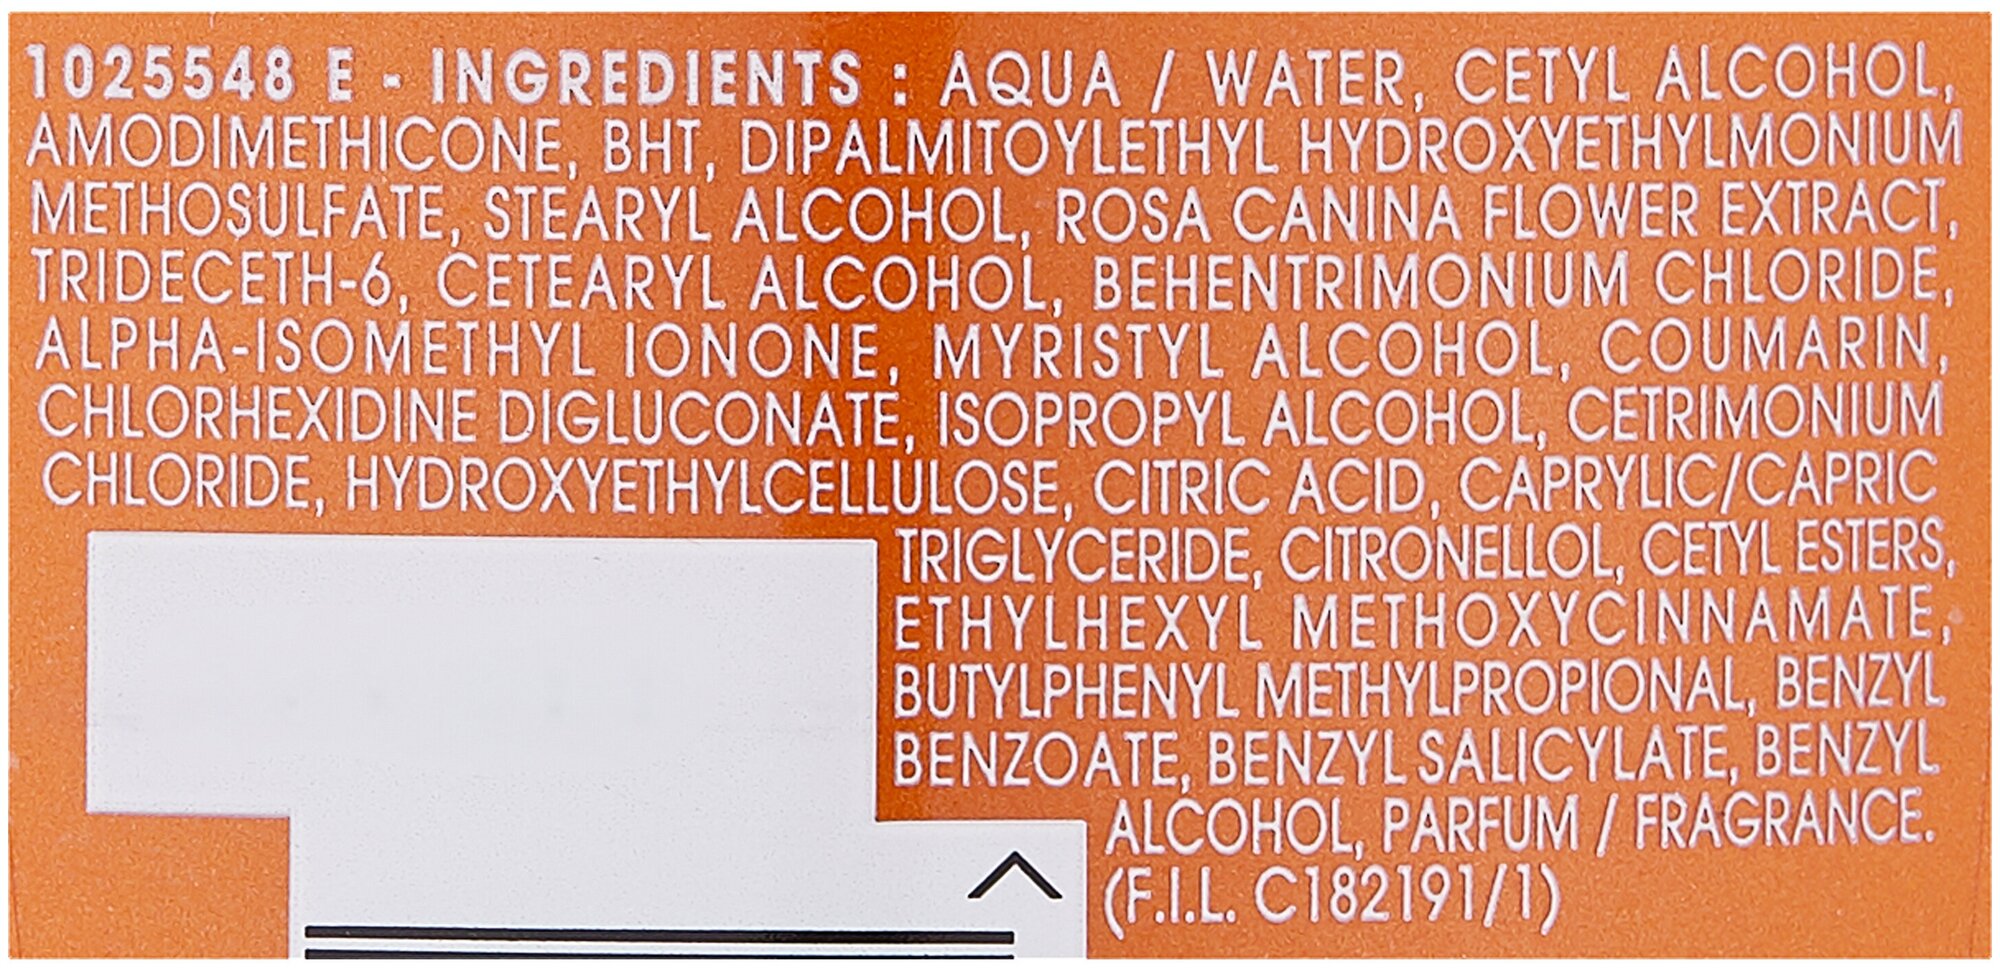 1025548 E - INGREDIENTS : AQUA / WATER, CETYL ALCOHOL,
AMODIMETHICONE, BHT, DIPALMITOYLETHYL HYDROXYETHYLMONIUM
METHOSULFATE, STEARYL ALCOHOL, ROSA CANINA FLOWER EXTRACT,
TRIDECETH-6, CETEARYL ALCOHOL, BEHENTRIMONIUM CHLORIDE,
ALPHA-ISOMETHYL IONONE, MYRISTYL ALCOHOL, COUMARIN,
CHLORHEXIDINE DIGLUCONATE, ISOPROPYL ALCOHOL, CETRIMONIUM
CHLORIDE, HYDROXYETHYLCELLULOSE, CITRIC ACID, CAPRYLIC/CAPRIC
TRIGLYCERIDE, CITRONELLOL, CETYL ESTERS,
ETHYLHEXYL METHOXYCINNAMATE,
BUTYLPHENYL METHYLPROPIONAL, BENZYL
BENZOATE, BENZYL SALICYLATE, BENZYL
ALCOHOL, PARFUM / FRAGRANCE.
(F.I.L. C182191/1)